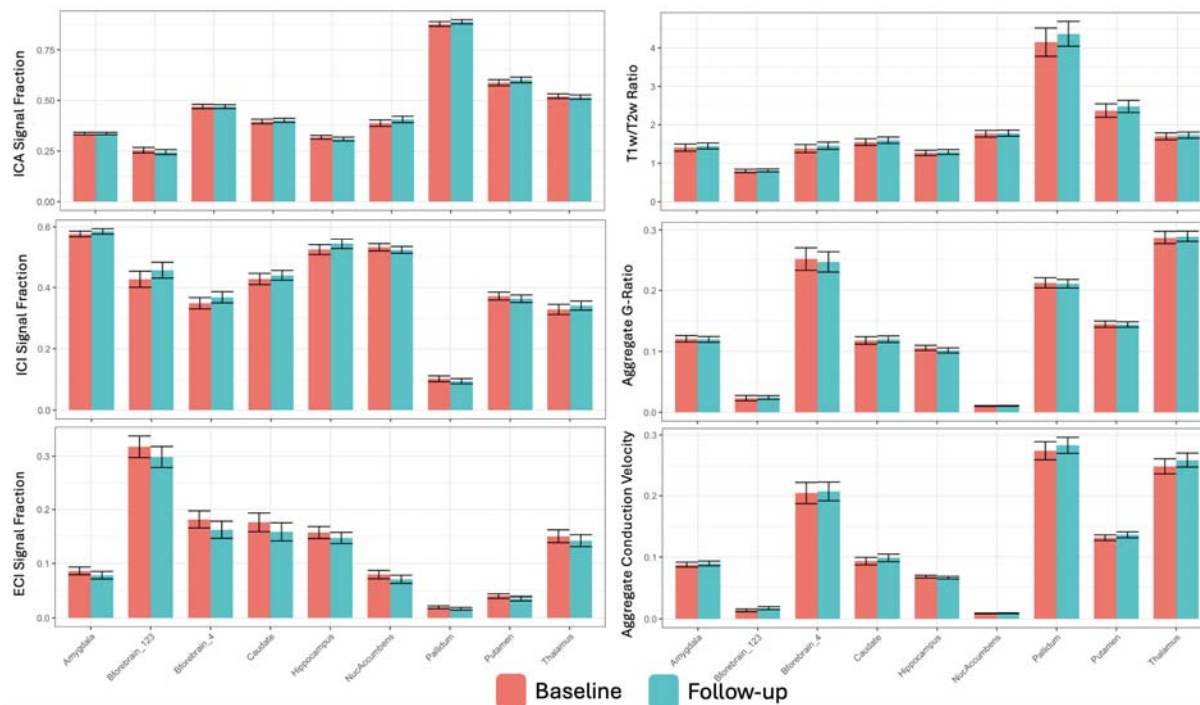 ICA Signal Fraction
0.75
0.50
0.25
0.00
ICI Signal Fraction
0.6
0.4
0.2
0.0
ECI Signal Fraction
0.3
0.2
0.1
0.0
Amygdala
Bforebrain_123
Bforebrain_4
Caudate
Hippocampus
NucAccumbens
Pallidum
Putamen
Thalamus
T1w/T2w Ratio
4
3
2
1
0
Aggregate G-Ratio
0.3
0.2
0.1
0.0
Aggregate Conduction Velocity
0.3
0.2
0.1
0.0
Amygdala
Bforebrain_123
Bforebrain_4
Caudate
Hippocampus
NucAccumbens
Pallidum
Putamen
Thalamus
Baseline
Follow-up